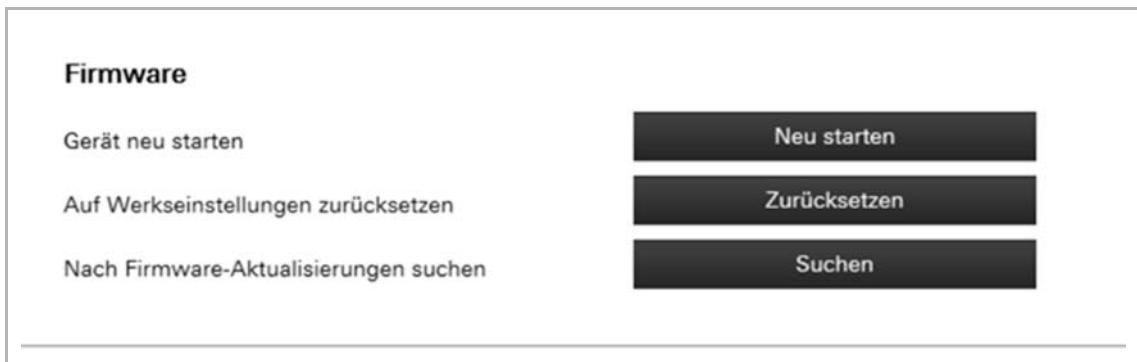 Firmware
Gerät neu starten
Neu starten
Auf Werkseinstellungen zurücksetzen
Zurücksetzen
Nach Firmware-Aktualisierungen suchen
Suchen